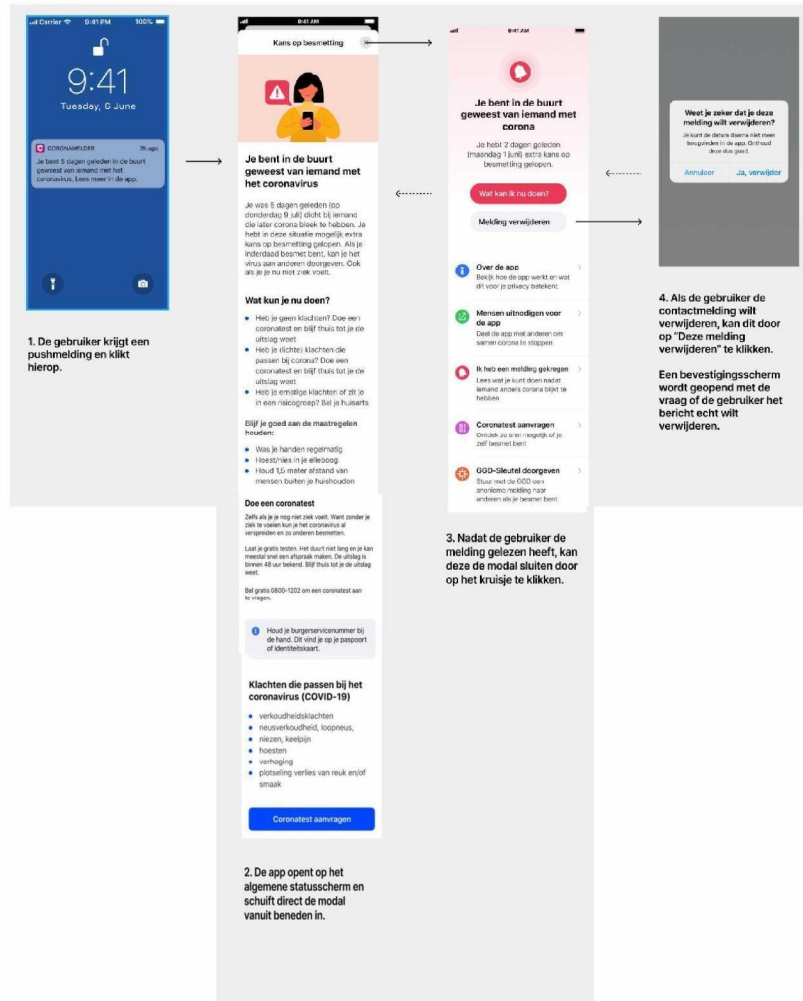 Carrier 9:41 PM 100%
9:41
Tuesday, 6 June
CORONAMELDER 3h ago
Je bent 5 dagen geleden in de buurt
geweest van iemand met het
coronavirus. Lees meer in de app.
1. De gebruiker krijgt een
pushmelding en klikt
hierop.
9:41 AM
Kans op besmetting
Je bent in de buurt
geweest van iemand met
het coronavirus
Je was 5 dagen geleden (op
donderdag 9 juli) dicht bij iemand
die later corona bleek te hebben. Je
hebt in deze situatie mogelijk extra
kans op besmetting gelopen. Als je
inderdaad besmet bent, kan je het
virus aan anderen doorgeven. Ook
als je je nu niet ziek voelt.
Wat kun je nu doen?
Heb je geen klachten? Doe een
coronatest en blijf thuis tot je de
uitslag weet
Heb je (lichte) klachten die
passen bij corona? Doe een
coronatest en blijf thuis tot je de
uitslag weet
Heb je ernstige klachten of zit je
in een risicogroep? Bel je huisarts
Blijf je goed aan de maatregelen
houden:
Was je handen regelmatig
Hoest/nies in je elleboog
Houd 1,5 meter afstand van
mensen buiten je huishouden
Doe een coronatest
Zelfs als je je nog niet ziek voelt. Want zonder je
ziek te voelen kun je het coronavirus al
verspreiden en zo anderen besmetten.
Laat je gratis testen. Het duurt niet lang en je kan
meestal snel een afspraak maken. De uitslag is
binnen 48 uur bekend. Blijf thuis tot je de uitslag
weet.
Bel gratis 0800-1202 om een coronatest aan
te vragen.
Houd je burgerservicenummer bij
de hand. Dit vind je op je paspoort
of identiteitskaart.
Klachten die passen bij het
coronavirus (COVID-19)
verkoudheidsklachten
neusverkoudheid, loopneus,
niezen, keelpijn
hoesten
verhoging
plotseling verlies van reuk en/of
smaak
Coronatest aanvragen
2. De app opent op het
algemene statusscherm en
schuift direct de modal
vanuit beneden in.
9:41 AM
Je bent in de buurt
geweest van iemand met
corona
Je hebt 2 dagen geleden
(maandag 1 juni) extra kans op
besmetting gelopen.
Wat kan ik nu doen?
Melding verwijderen
Over de app
Bekijk hoe de app werkt en wat
dit voor je privacy betekent
Mensen uitnodigen voor
de app
Deel de app met anderen om
samen corona te stoppen
Ik heb een melding gekregen
Lees wat je kunt doen nadat
iemand anders corona blijkt te
hebben
Coronatest aanvragen
Ontdek zo snel mogelijk of je
zelf besmet bent
GGD-Sleutel doorgeven
Stuur met de GGD een
anonieme melding naar
anderen als je besmet bent
3. Nadat de gebruiker de
melding gelezen heeft, kan
deze de modal sluiten door
op het kruisje te klikken.
Weet je zeker dat je deze
melding wilt verwijderen?
Je kunt de datum daarna niet meer
terugvinden in de app. Onthoud
deze dus goed.
Annuleer Ja, verwijder
4. Als de gebruiker de
contactmelding wilt
verwijderen, kan dit door
op "Deze melding
verwijderen" te klikken.
Een bevestigingsscherm
wordt geopend met de
vraag of de gebruiker het
bericht echt wilt
verwijderen.